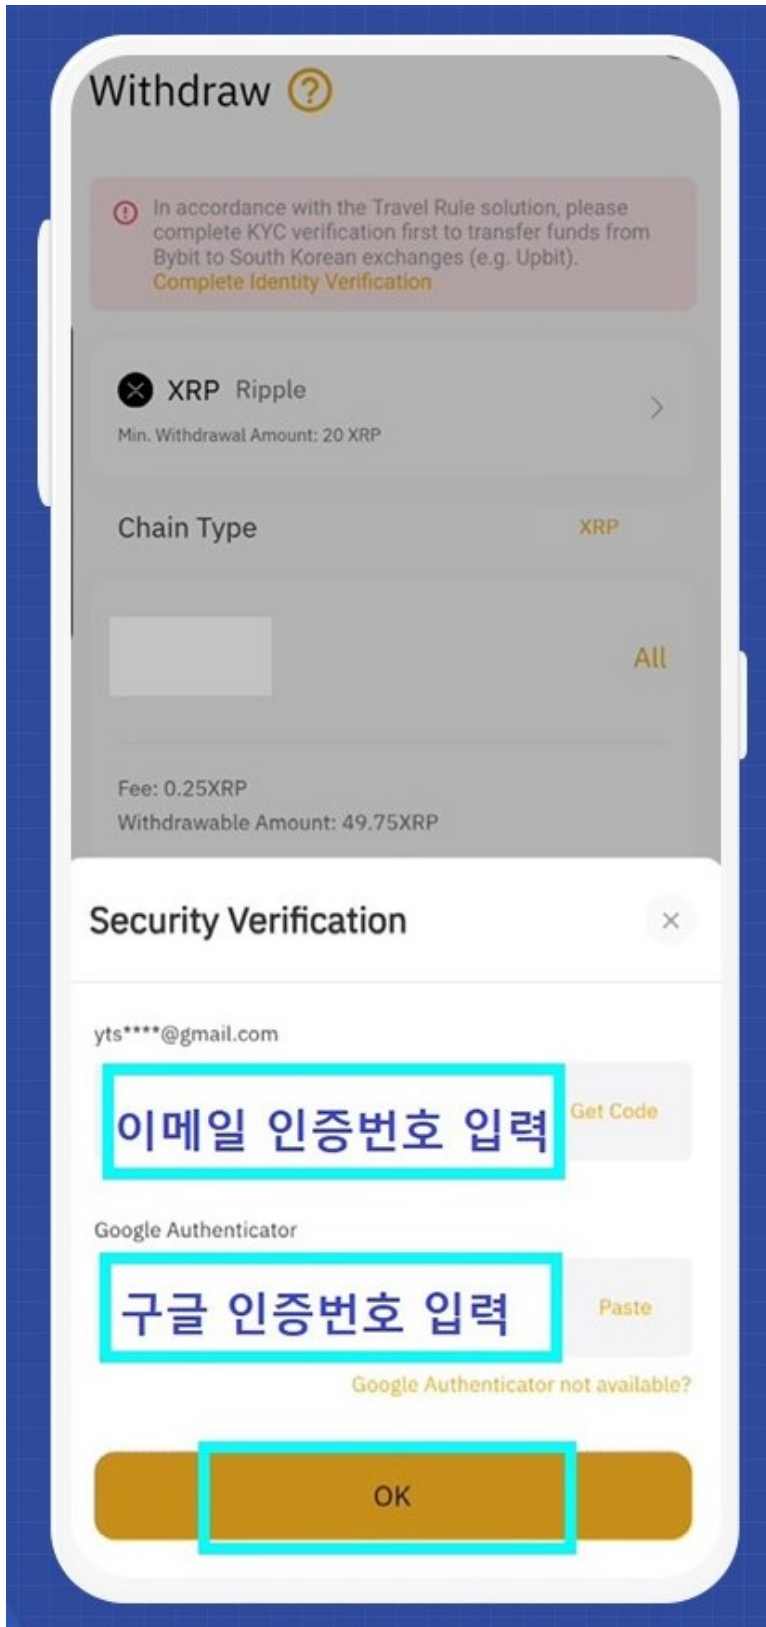 Withdraw ?
In accordance with the Travel Rule solution, please
complete KYC verification first to transfer funds from
Bybit to South Korean exchanges (e.g. Upbit).
Complete Identity Verification
XRP Ripple
Min. Withdrawal Amount: 20 XRP
Chain Type XRP
All
Fee: 0.25XRP
Withdrawable Amount: 49.75XRP
Security Verification
yts****@gmail.com
이메일 인증번호 입력 Get Code
Google Authenticator
구글 인증번호 입력 Paste
Google Authenticator not available?
OK